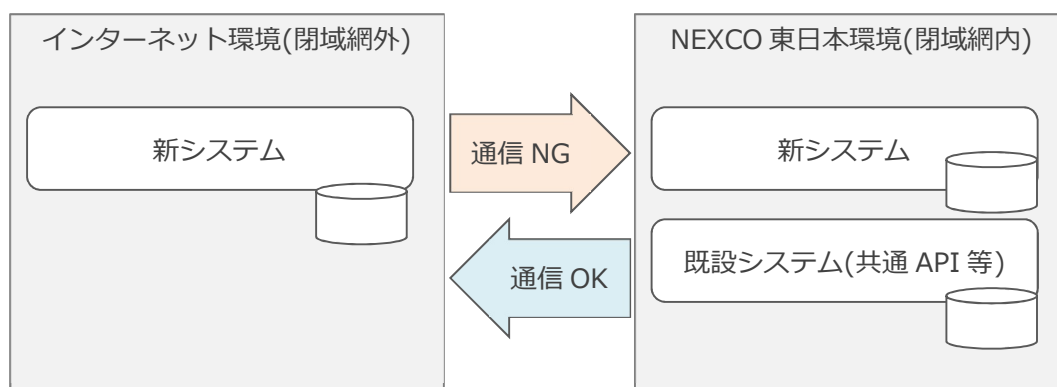 インターネット環境(閉域網外)
新システム
通信 NG
通信 OK
NEXCO 東日本環境(閉域網内)
新システム
既設システム(共通 API 等)